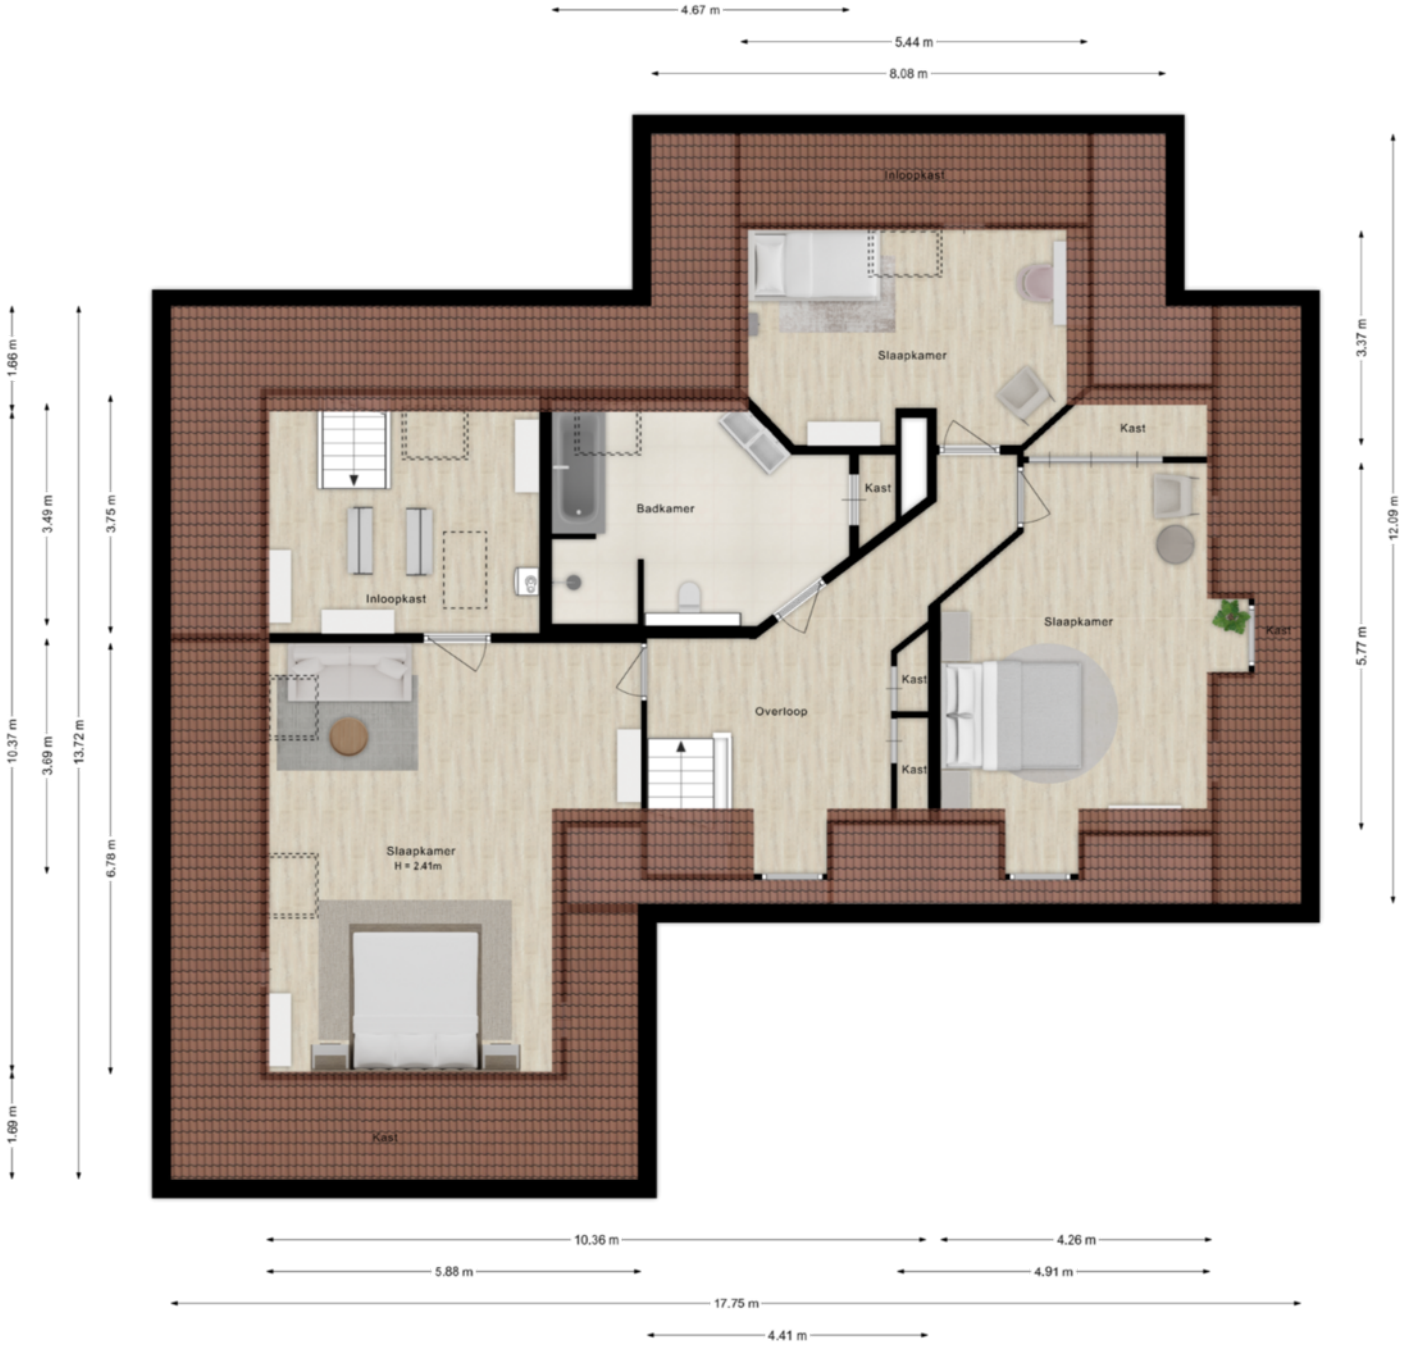 4.67 m
5.44 m
8.08 m
Inloopkast
Slaapkamer
Kast
Kast
Badkamer
Inloopkast
Slaapkamer
Kast
Kast
Overloop
Kast
Slaapkamer
H = 2.41m
Kast
1.66 m
10.37 m
1.69 m
3.49 m
3.69 m
13.72 m
3.75 m
6.78 m
3.37 m
5.77 m
12.09 m
10.36 m
4.26 m
5.88 m
4.91 m
17.75 m
4.41 m